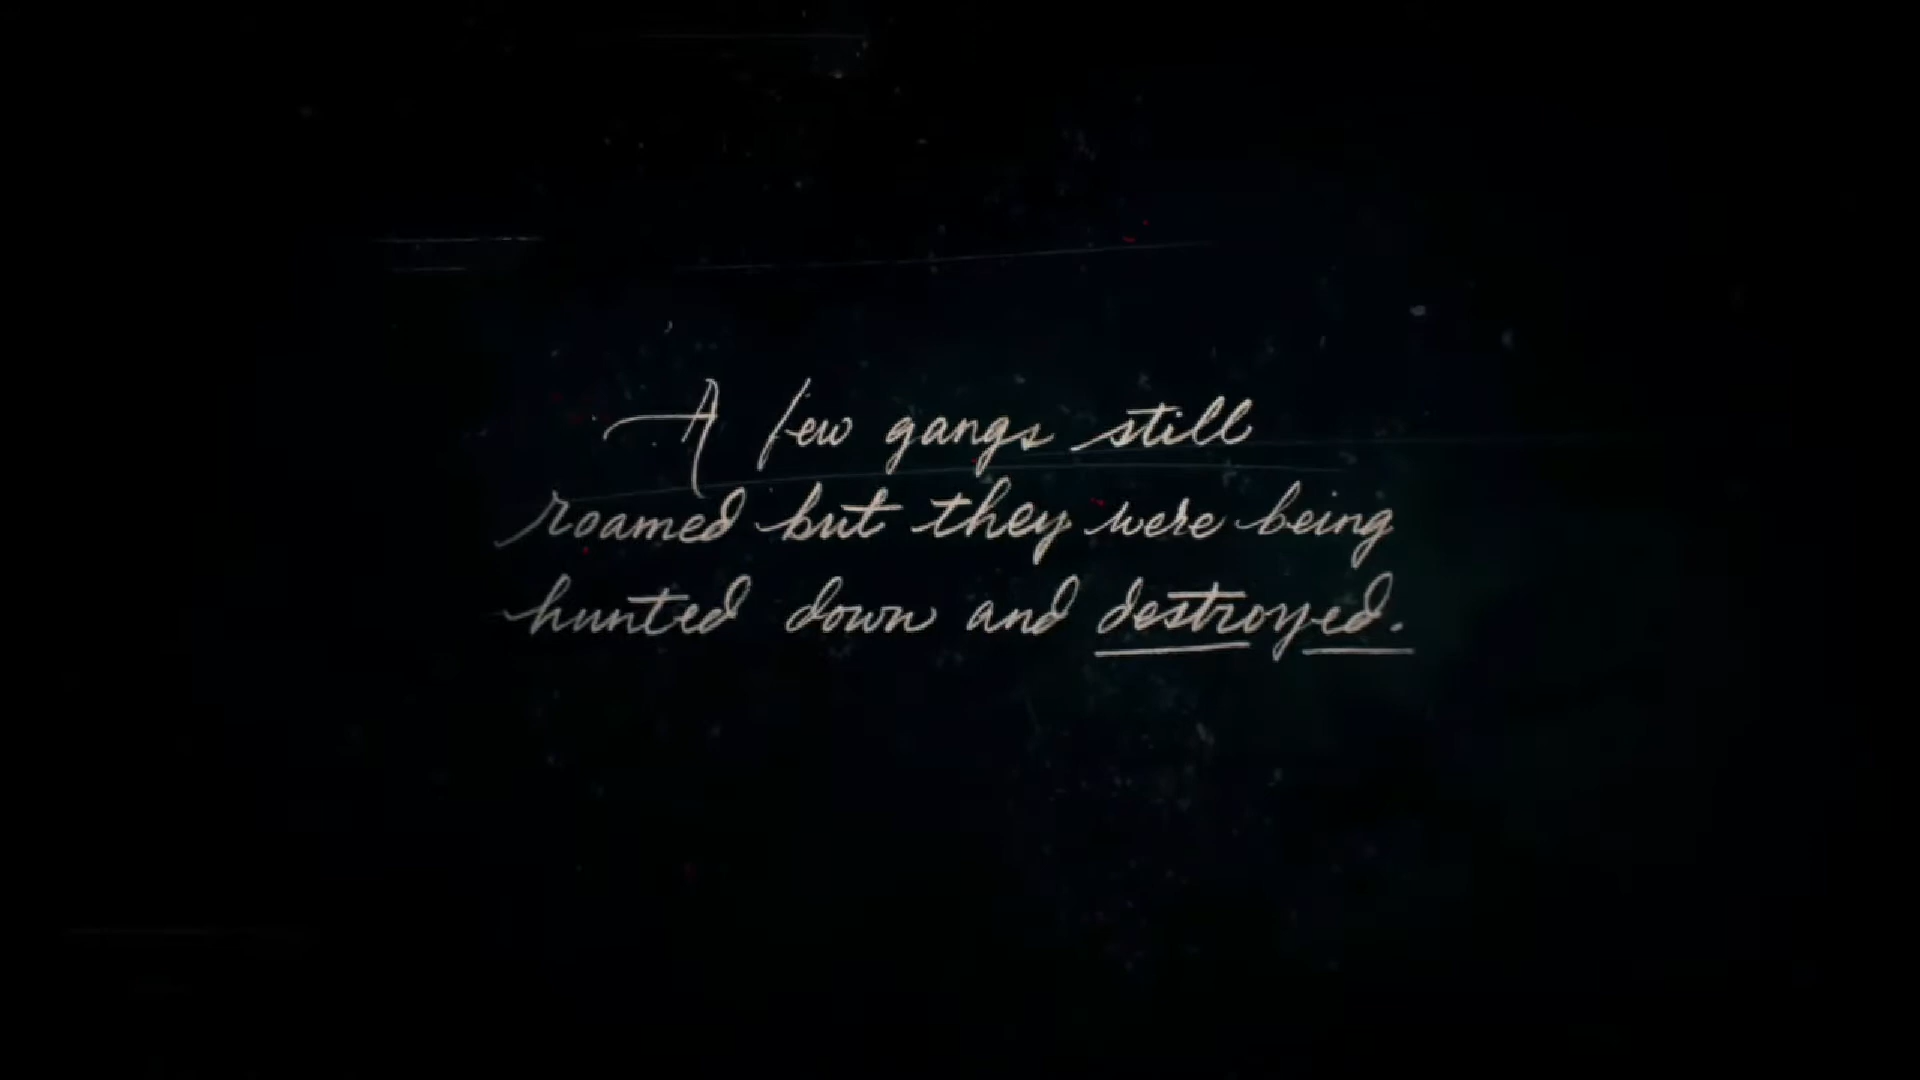 A few gangs still
roamed but they were being
hunted down and destroyed.